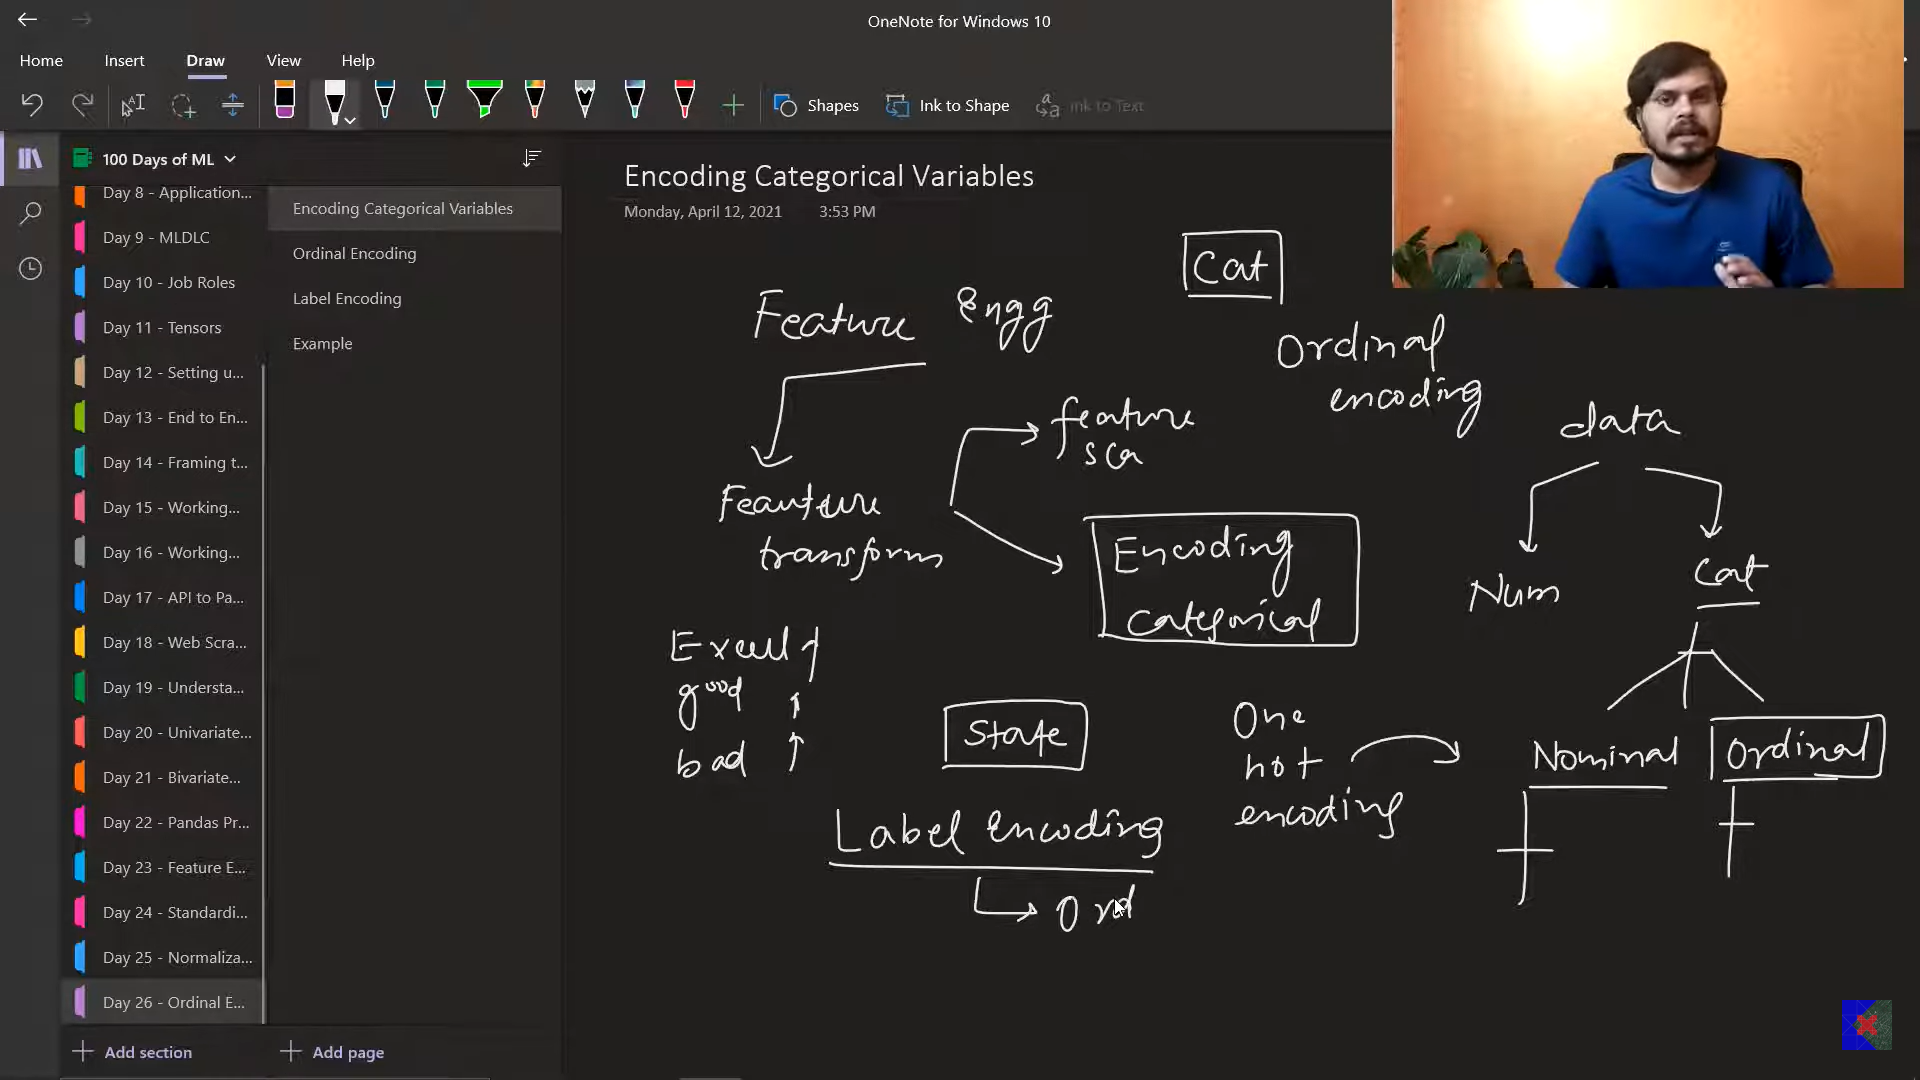 OneNote for Windows 10
Home Insert Draw View Help
Shapes Ink to Shape Ink to Text
100 Days of ML
Day 8 - Application...
Day 9 - MLDLC
Day 10 - Job Roles
Day 11 - Tensors
Day 12 - Setting u...
Day 13 - End to En...
Day 14 - Framing t...
Day 15 - Working...
Day 16 - Working...
Day 17 - API to Pa...
Day 18 - Web Scra...
Day 19 - Understa...
Day 20 - Univariate...
Day 21 - Bivariate...
Day 22 - Pandas Pr...
Day 23 - Feature E...
Day 24 - Standardi...
Day 25 - Normaliza...
Day 26 - Ordinal E...
Add section
Encoding Categorical Variables
Ordinal Encoding
Label Encoding
Example
Add page
Encoding Categorical Variables
Monday, April 12, 2021 3:53 PM
Cat
Feature Engg
Ordinal
encoding
feature
sca
data
Feauture
transform
Encoding
Categorical
Num
Cat
Excell
good
bad
State
One
hot
encoding
Nominal
Ordinal
Label encoding
Ord